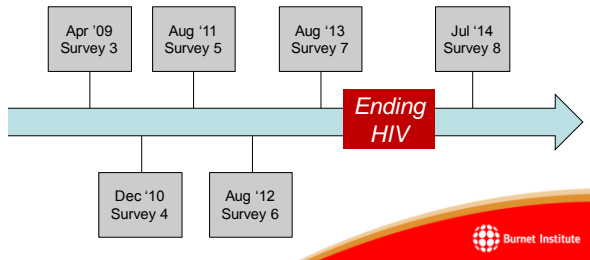 Apr ‘09
Survey 3
Aug ‘11
Survey 5
Aug ‘13
Survey 7
Jul ‘14
Survey 8
Ending
HIV
Dec ‘10
Survey 4
Aug ‘12
Survey 6
Burnet Institute